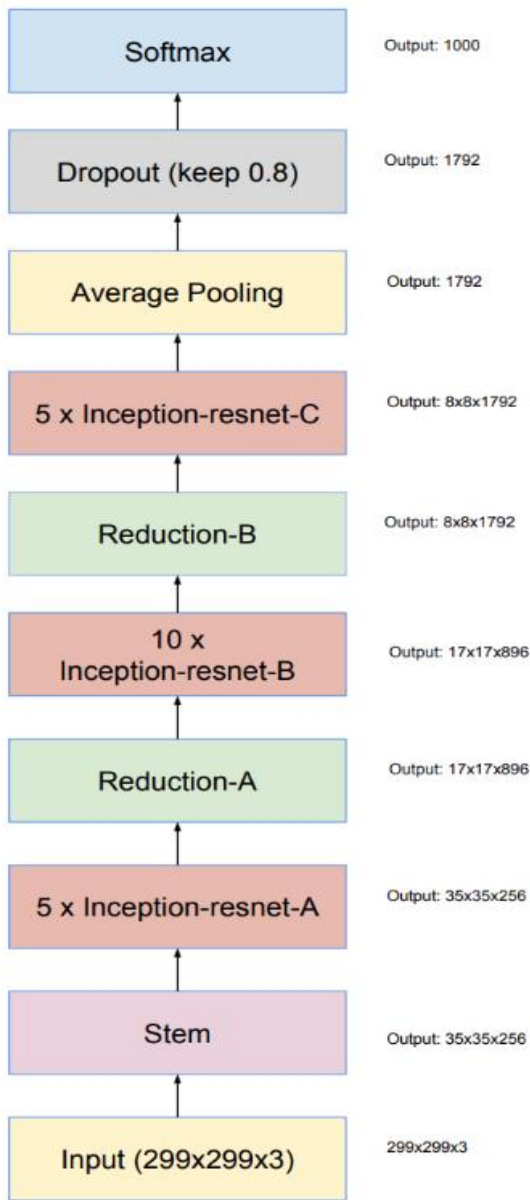 Softmax
Output: 1000
Dropout (keep 0.8)
Output: 1792
Average Pooling
Output: 1792
5 x Inception-resnet-C
Output: 8x8x1792
Reduction-B
Output: 8x8x1792
10 x
Inception-resnet-B
Output: 17x17x896
Reduction-A
Output: 17x17x896
5 x Inception-resnet-A
Output: 35x35x256
Stem
Output: 35x35x256
Input (299x299x3)
299x299x3